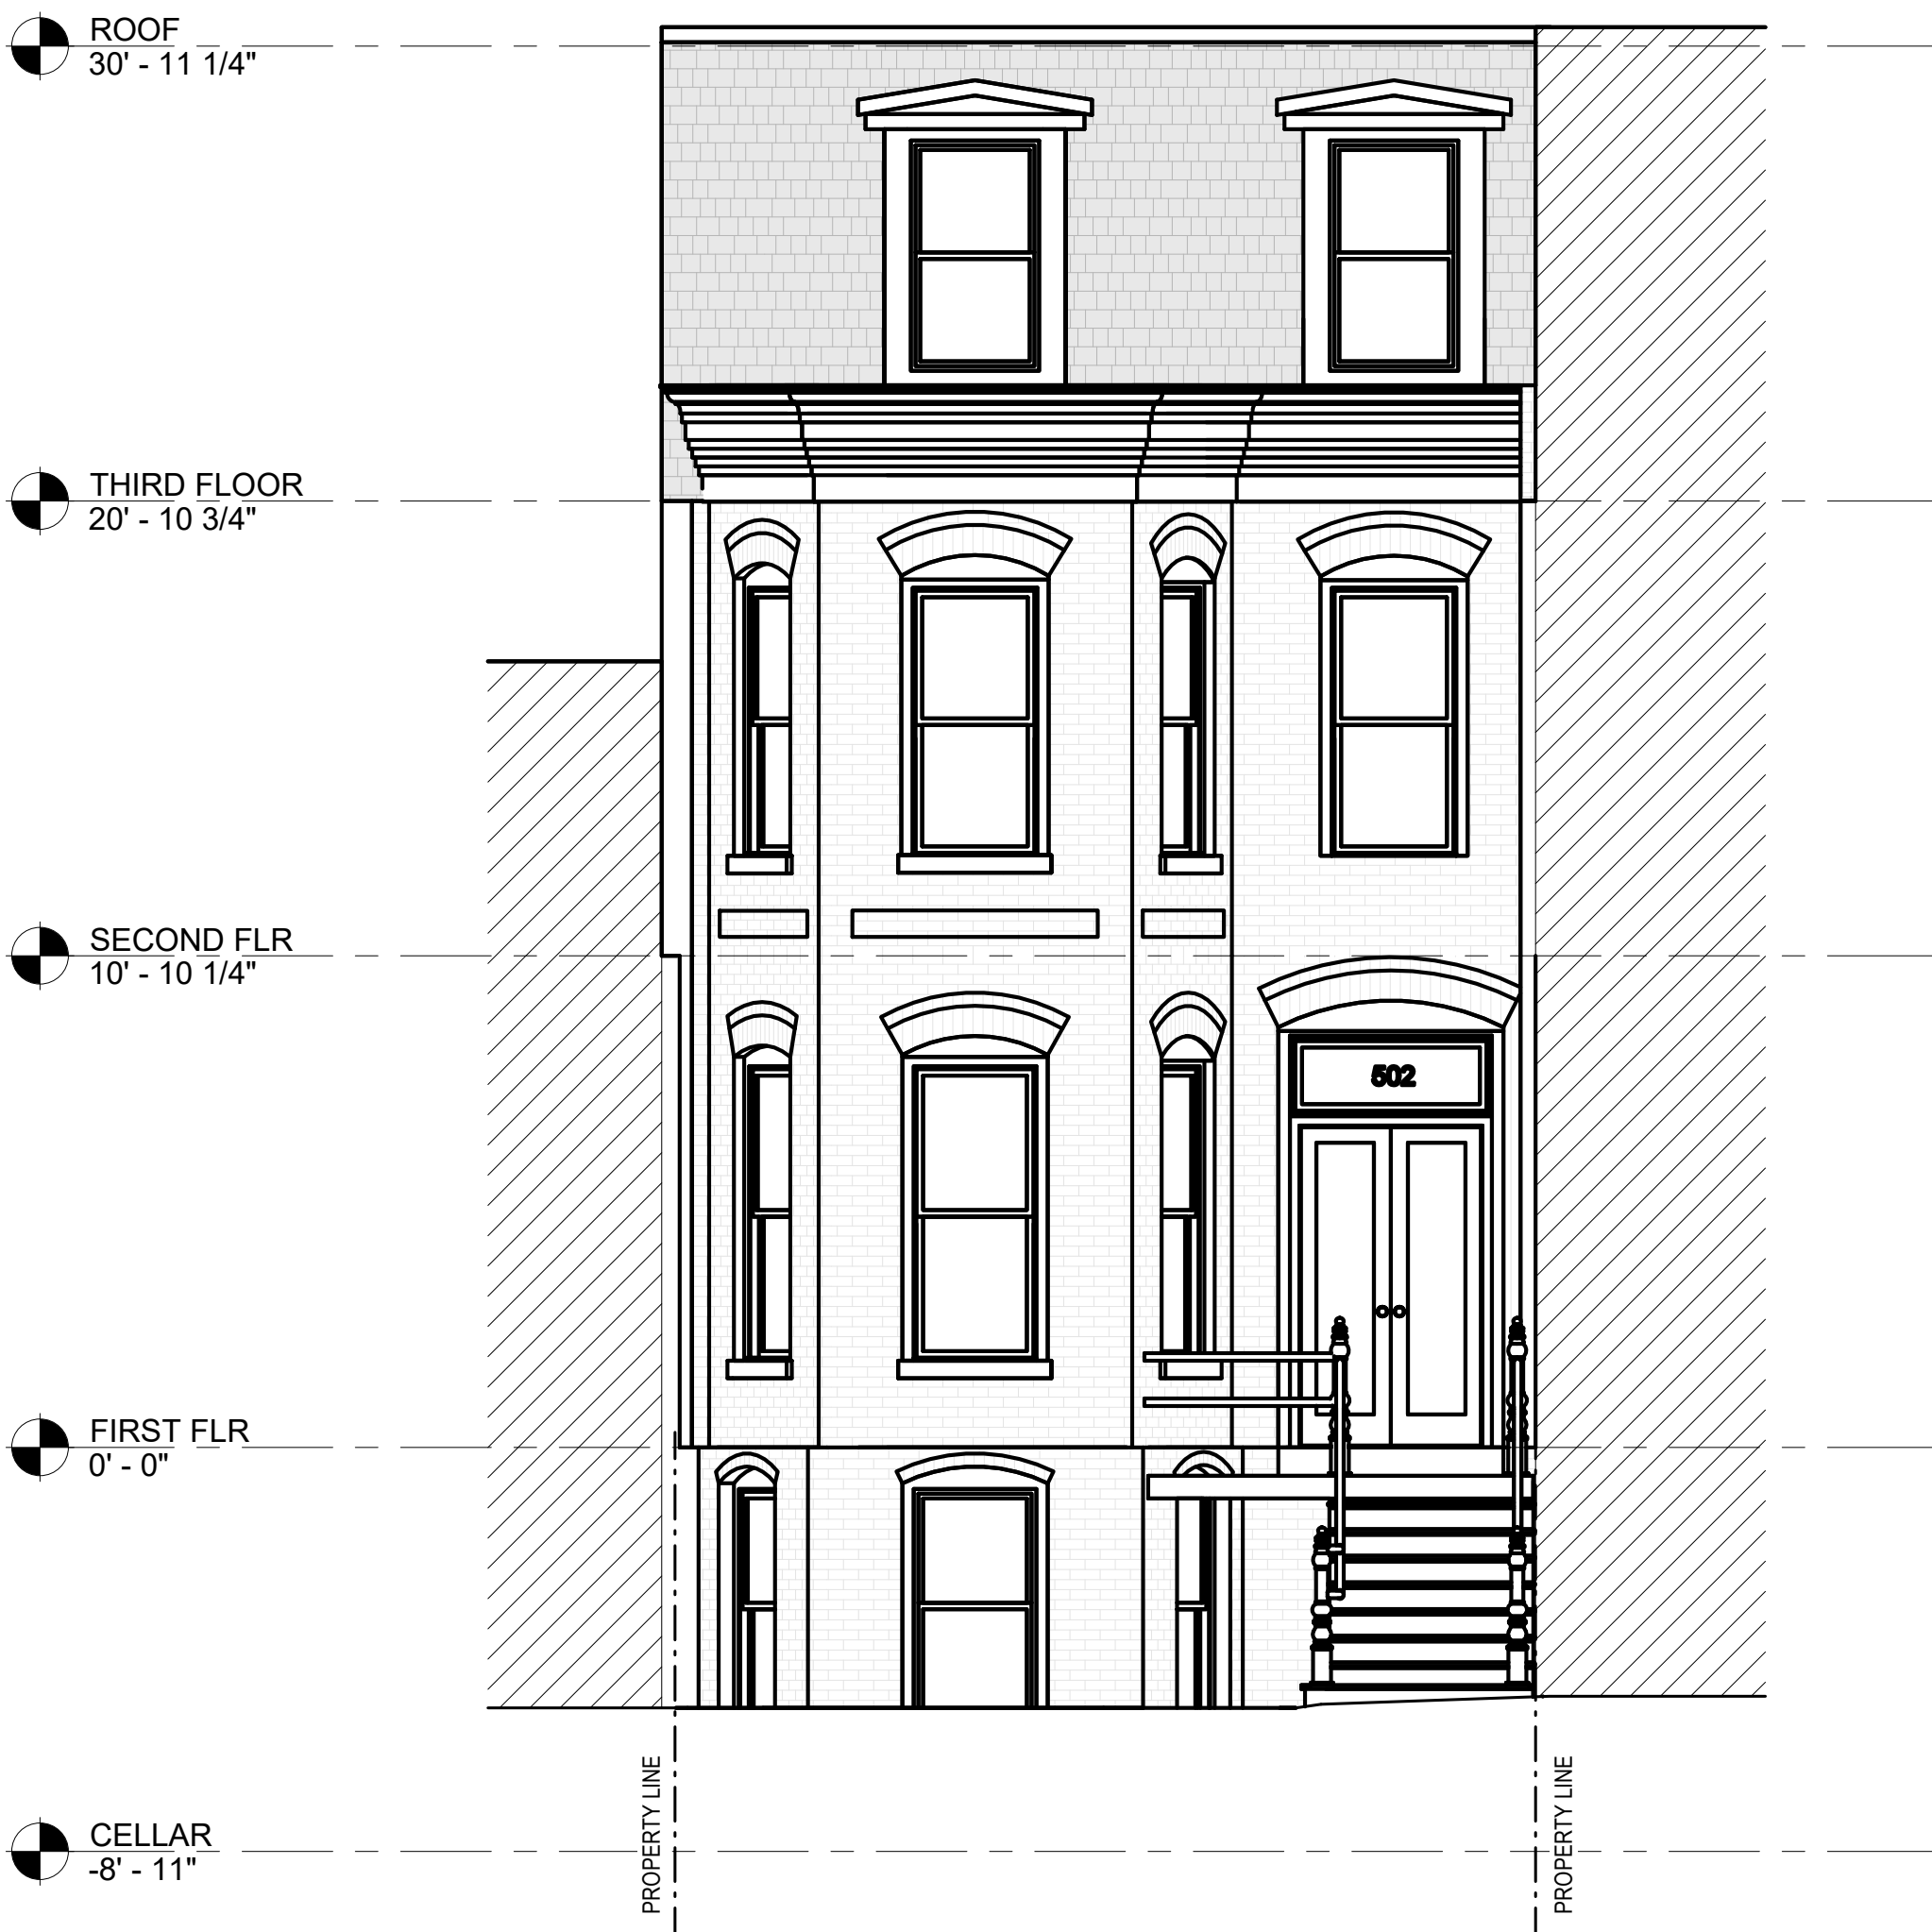 ROOF
30' - 11 1/4"
THIRD FLOOR
20' - 10 3/4"
SECOND FLR
10' - 10 1/4"
502
FIRST FLR
0' - 0"
CELLAR
-8' - 11"
PROPERTY LINE
PROPERTY LINE